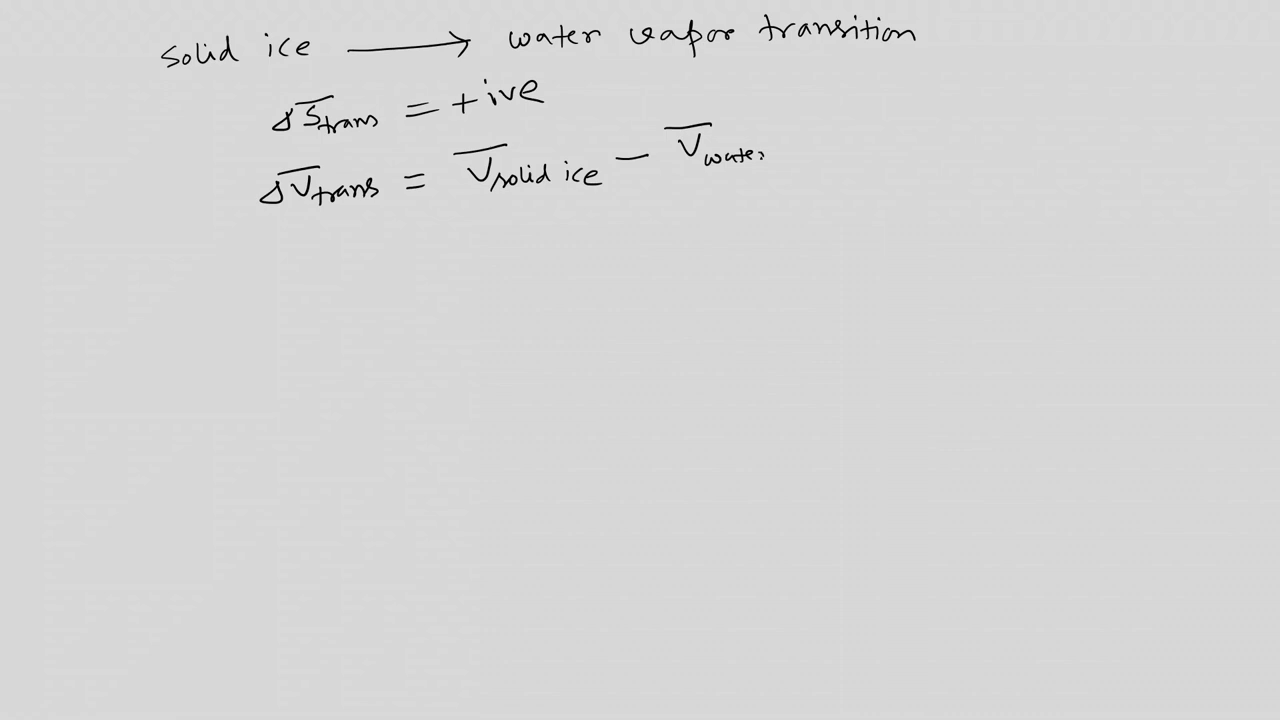 solid ice ⟶ water vapor transition
ΔS̅trans = +ive
ΔV̅trans = V̅solid ice − V̅water